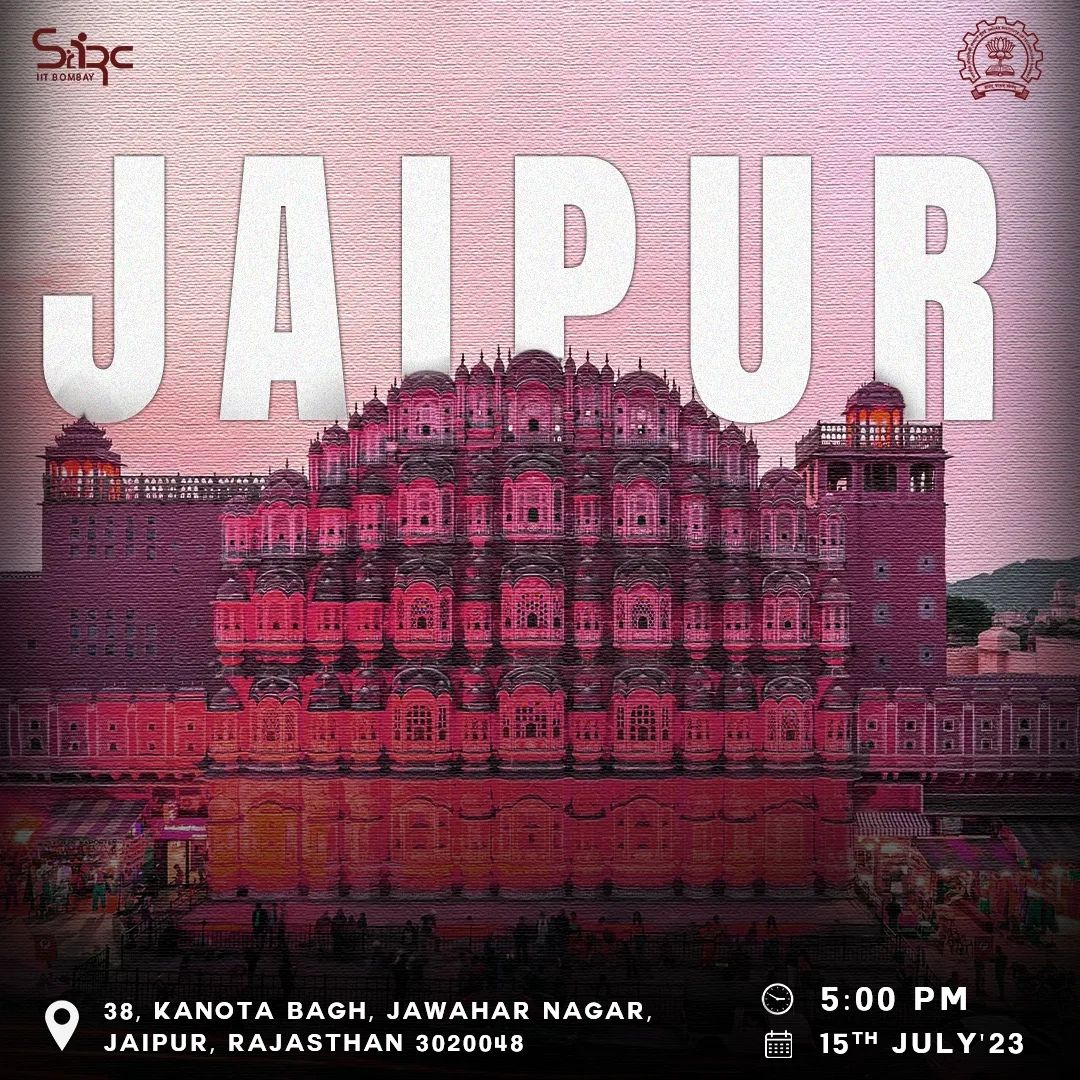 SARC
IIT BOMBAY
JAIPUR
38, KANOTA BAGH, JAWAHAR NAGAR,
JAIPUR, RAJASTHAN 3020048
5:00 PM
15TH JULY'23